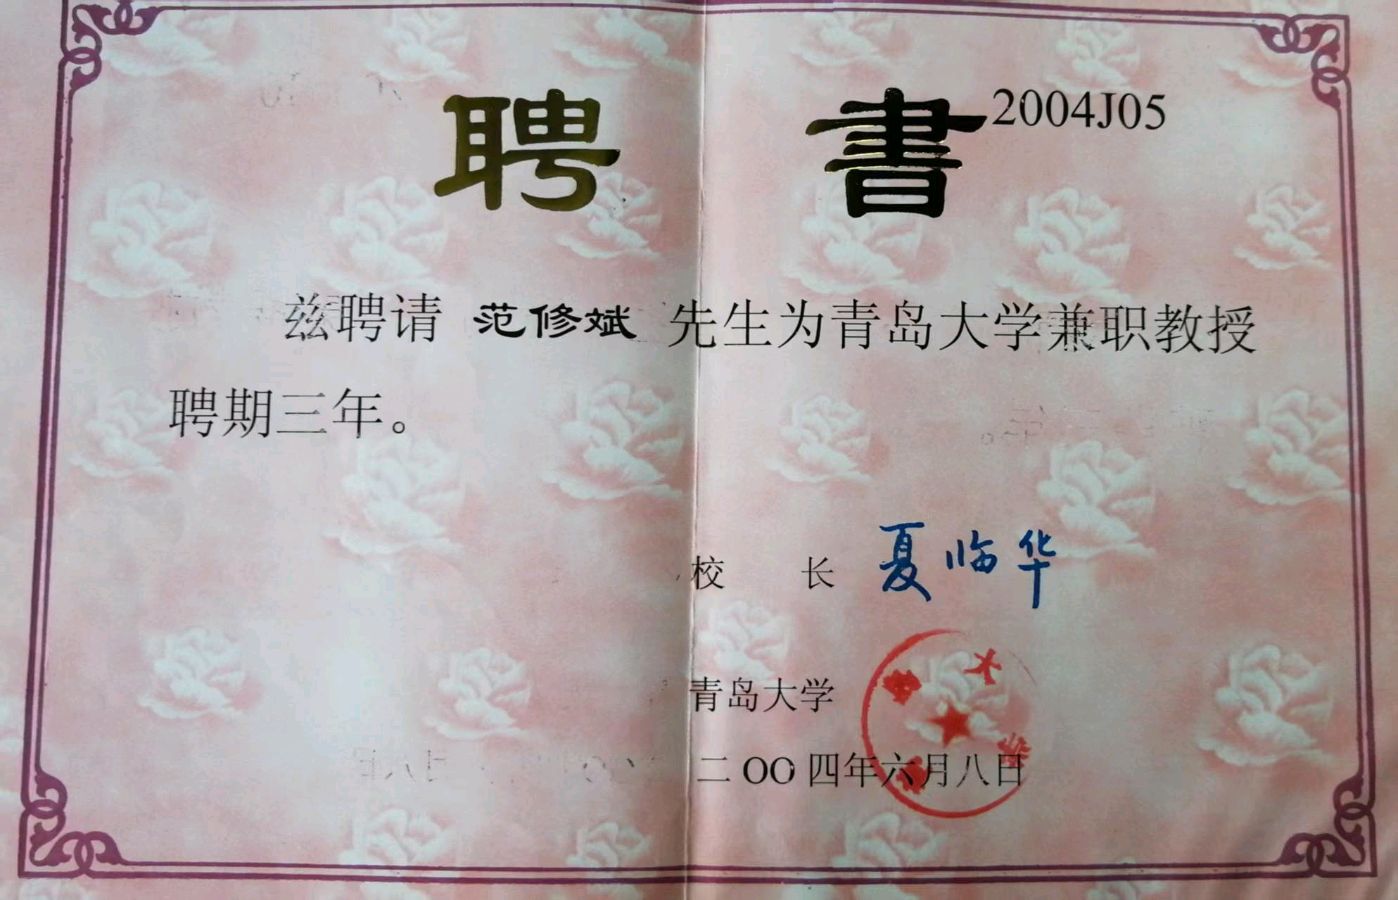 聘 書 2004J05
兹聘请 范修斌 先生为青岛大学兼职教授
聘期三年。
校 长 夏临华
青岛大学
二OO四年六月八日